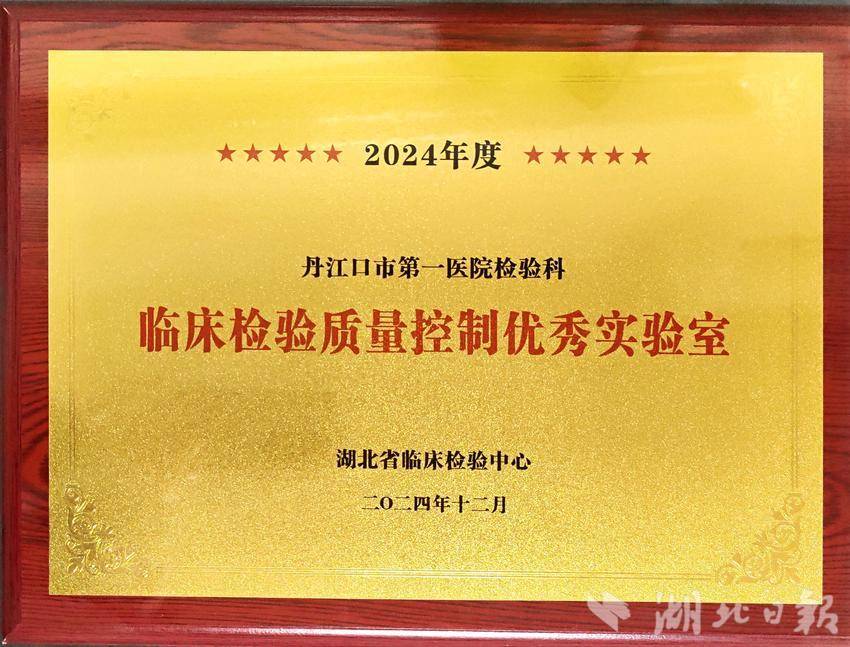 ★★★★★ 2024年度 ★★★★★
丹江口市第一医院检验科
临床检验质量控制优秀实验室
湖北省临床检验中心
二〇二四年十二月
湖北日报